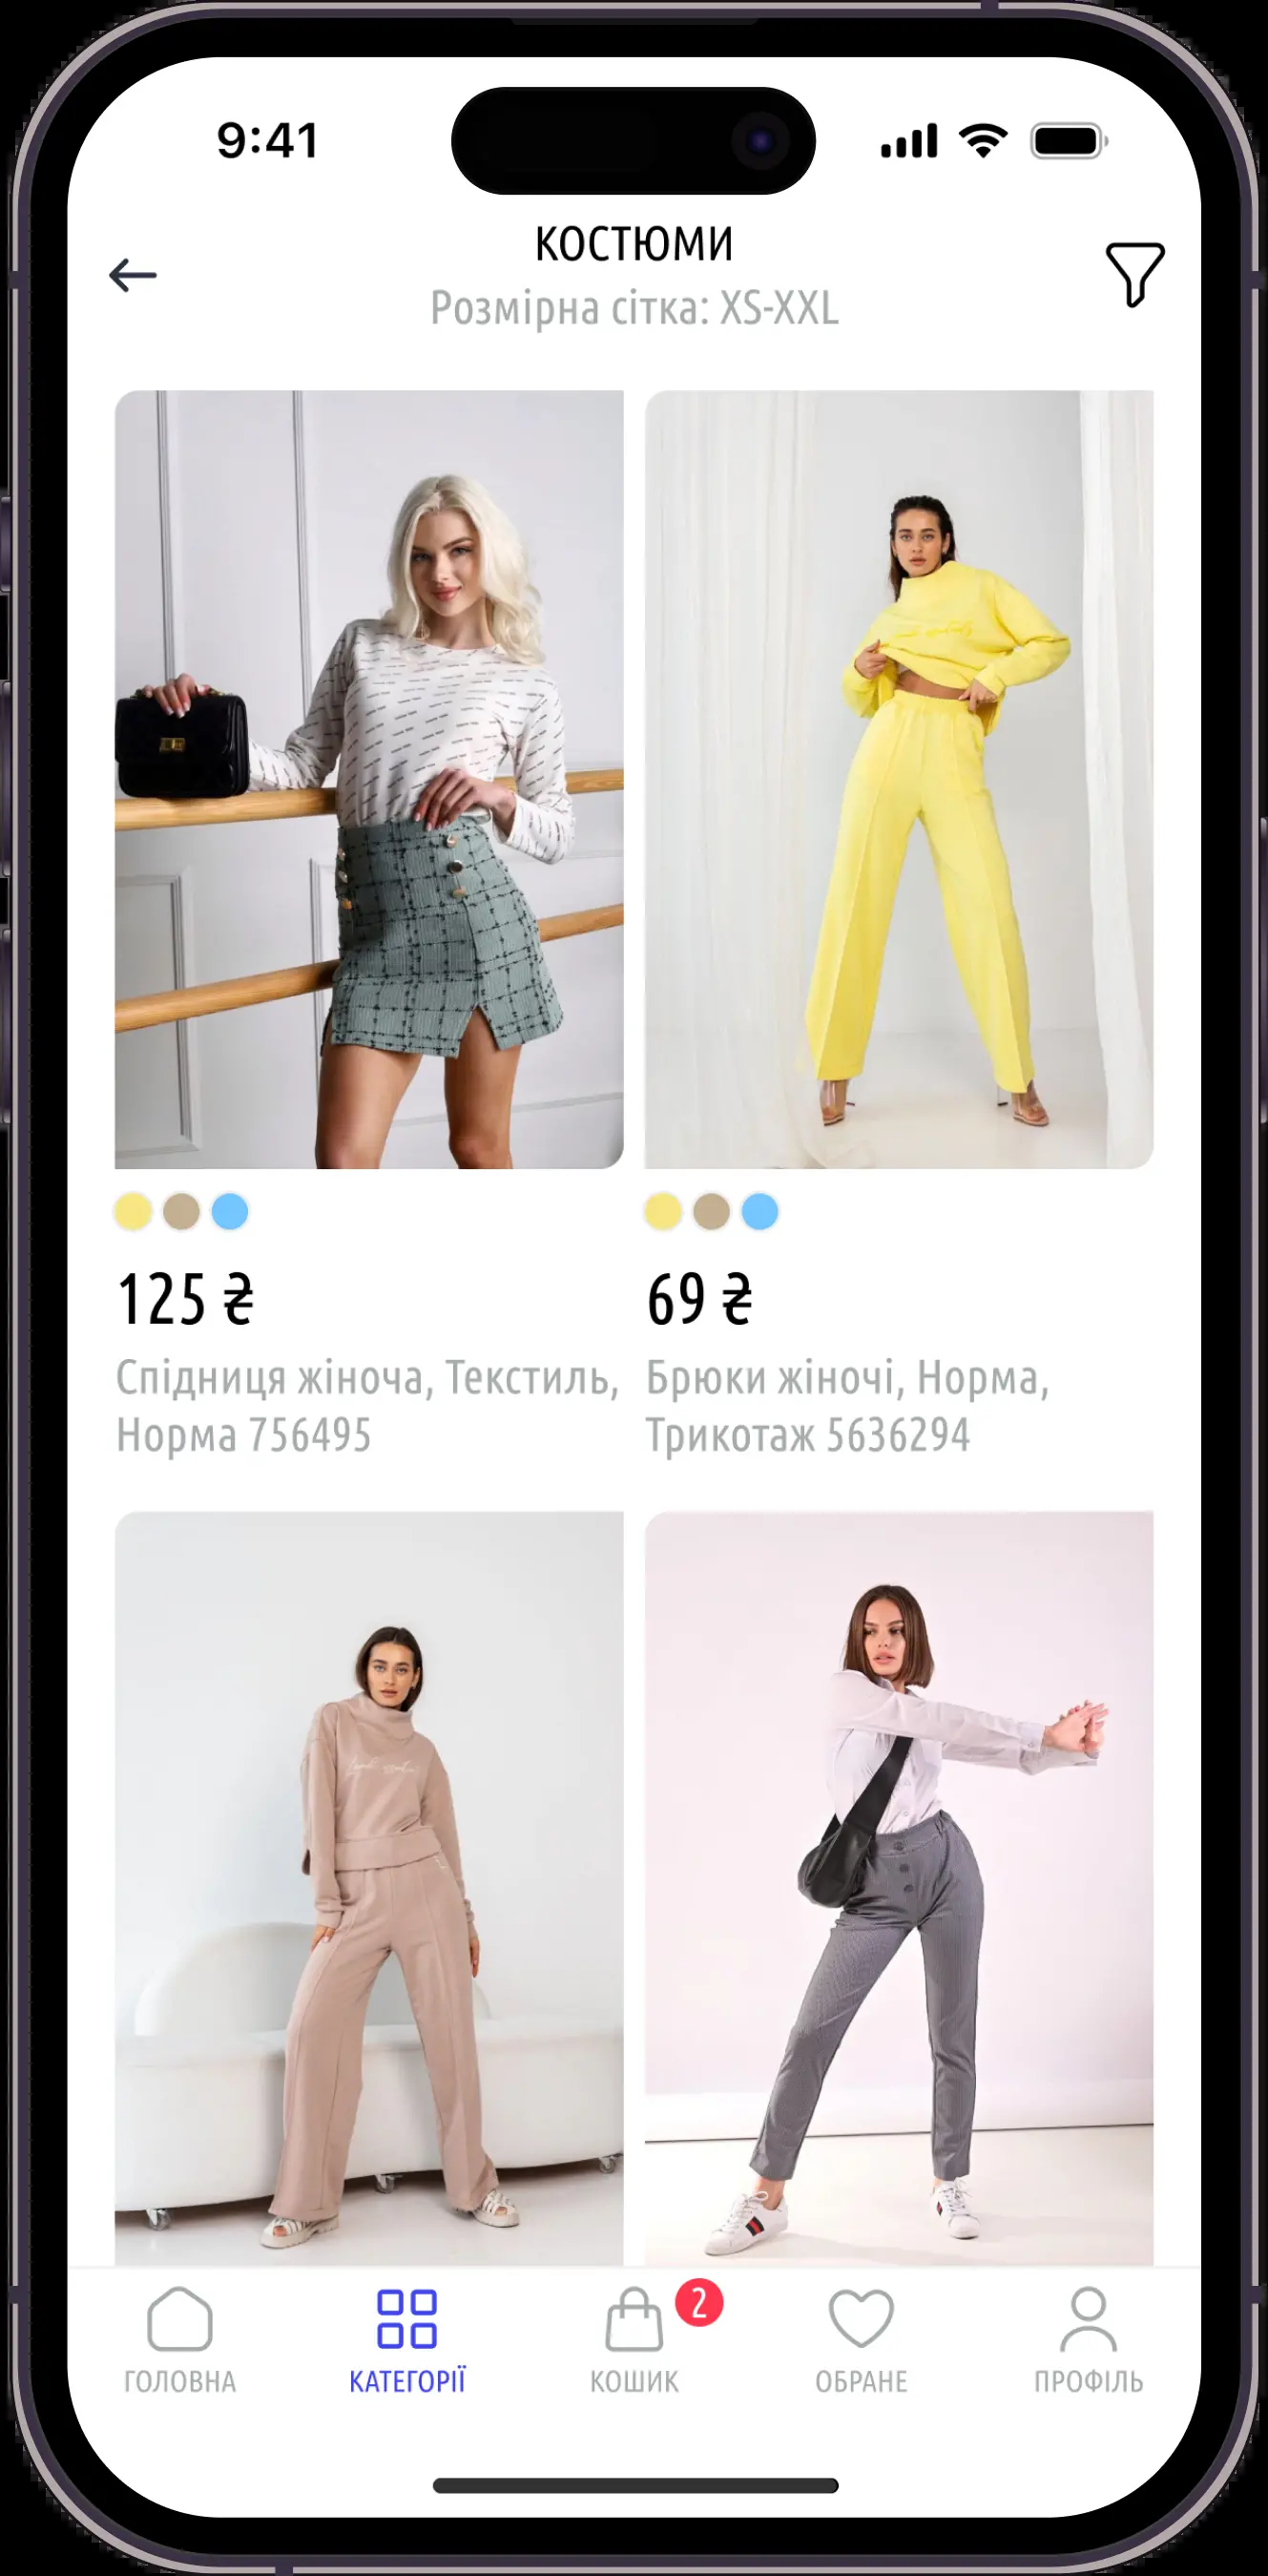 9:41
КОСТЮМИ
Розмірна сітка: XS-XXL
125 ₴
69 ₴
Спідниця жіноча, Текстиль,
Норма 756495
Брюки жіночі, Норма,
Трикотаж 5636294
2
ГОЛОВНА
КАТЕГОРІЇ
КОШИК
ОБРАНЕ
ПРОФІЛЬ